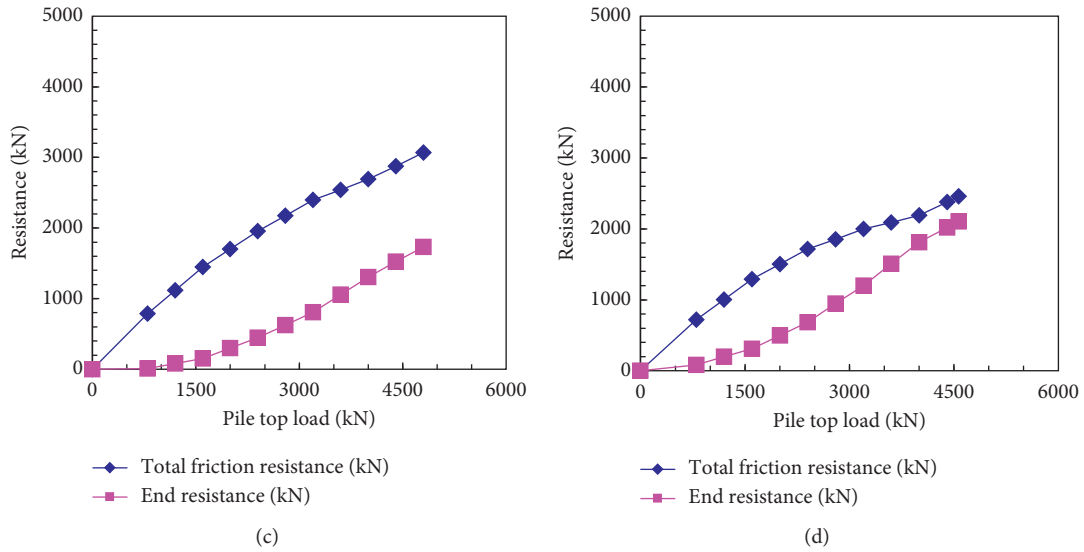 5000
4000
3000
2000
1000
0
Resistance (kN)
0 1500 3000 4500 6000
Pile top load (kN)
Total friction resistance (kN)
End resistance (kN)
(c)
5000
4000
3000
2000
1000
0
Resistance (kN)
0 1500 3000 4500 6000
Pile top load (kN)
Total friction resistance (kN)
End resistance (kN)
(d)